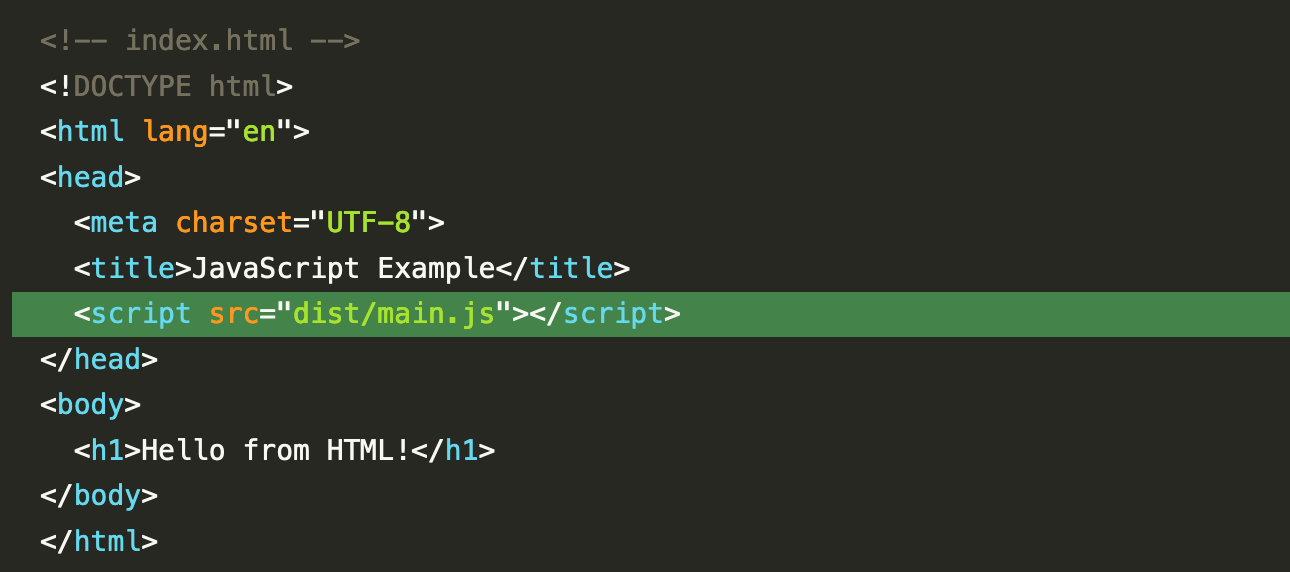 <!-- index.html -->
<!DOCTYPE html>
<html lang="en">
<head>
  <meta charset="UTF-8">
  <title>JavaScript Example</title>
  <script src="dist/main.js"></script>
</head>
<body>
  <h1>Hello from HTML!</h1>
</body>
</html>